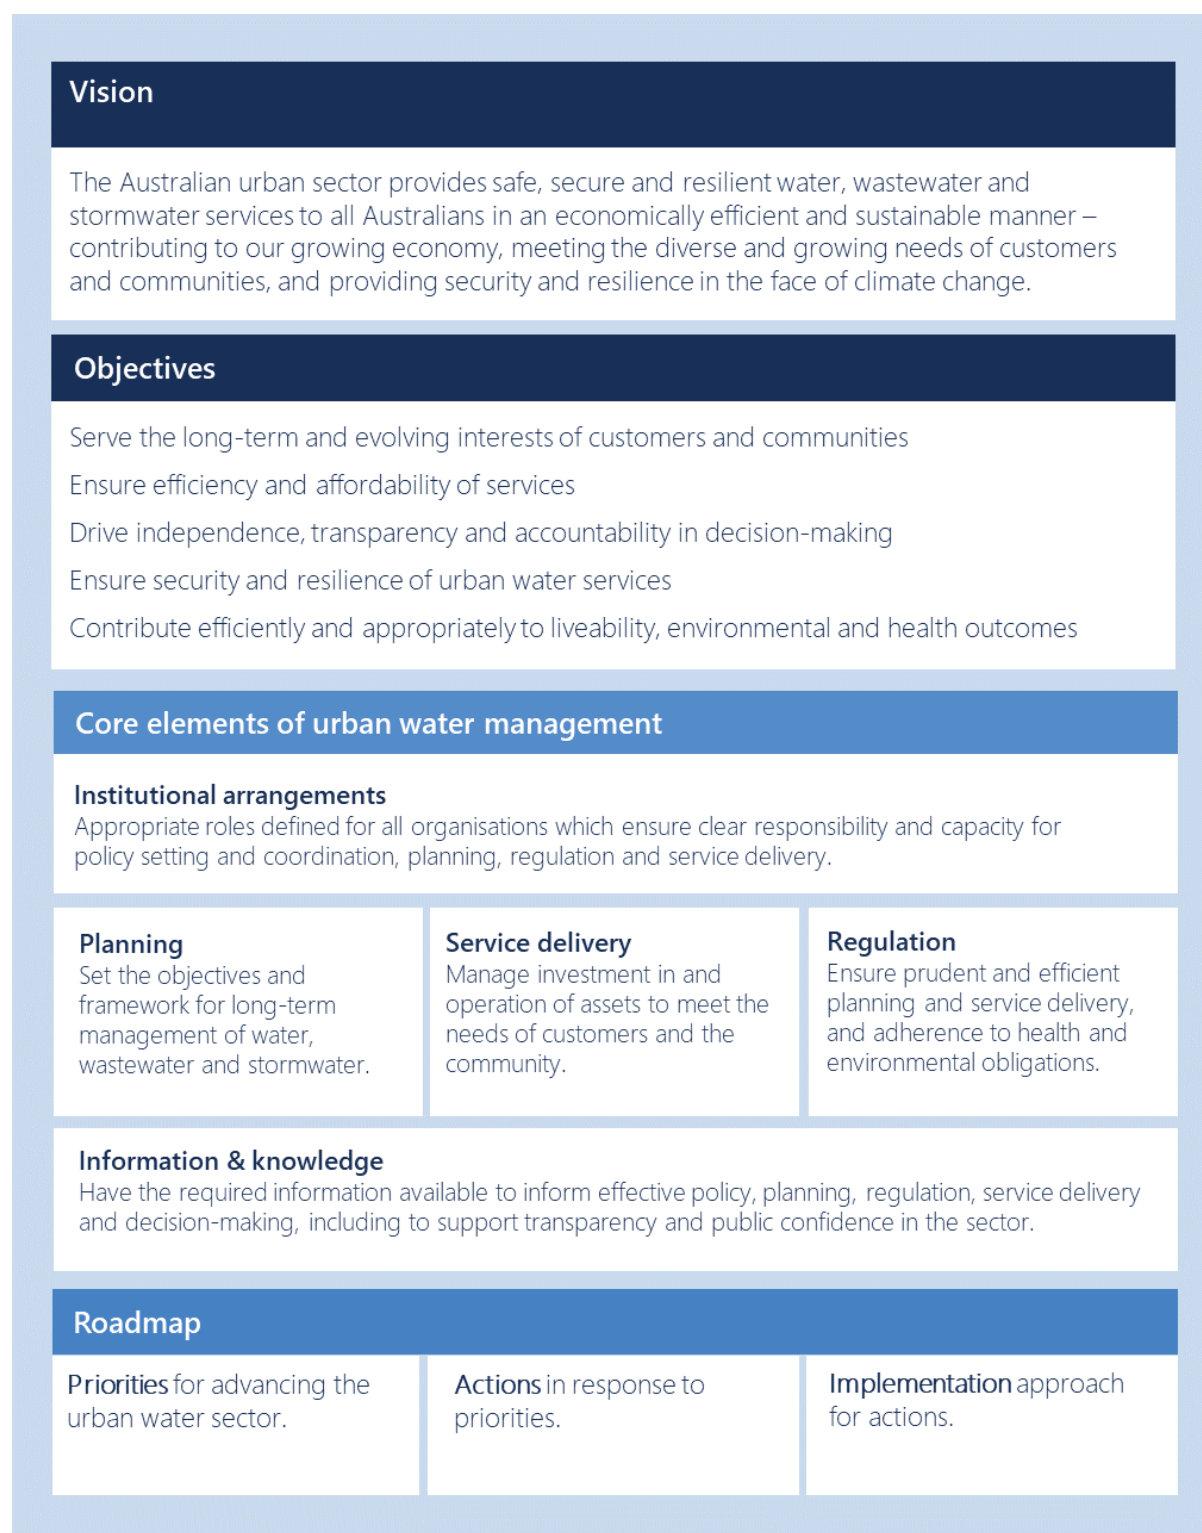 Vision
The Australian urban sector provides safe, secure and resilient water, wastewater and
stormwater services to all Australians in an economically efficient and sustainable manner –
contributing to our growing economy, meeting the diverse and growing needs of customers
and communities, and providing security and resilience in the face of climate change.
Objectives
Serve the long-term and evolving interests of customers and communities
Ensure efficiency and affordability of services
Drive independence, transparency and accountability in decision-making
Ensure security and resilience of urban water services
Contribute efficiently and appropriately to liveability, environmental and health outcomes
Core elements of urban water management
Institutional arrangements
Appropriate roles defined for all organisations which ensure clear responsibility and capacity for
policy setting and coordination, planning, regulation and service delivery.
Planning
Set the objectives and
framework for long-term
management of water,
wastewater and stormwater.
Service delivery
Manage investment in and
operation of assets to meet the
needs of customers and the
community.
Regulation
Ensure prudent and efficient
planning and service delivery,
and adherence to health and
environmental obligations.
Information & knowledge
Have the required information available to inform effective policy, planning, regulation, service delivery
and decision-making, including to support transparency and public confidence in the sector.
Roadmap
Priorities for advancing the
urban water sector.
Actions in response to
priorities.
Implementation approach
for actions.